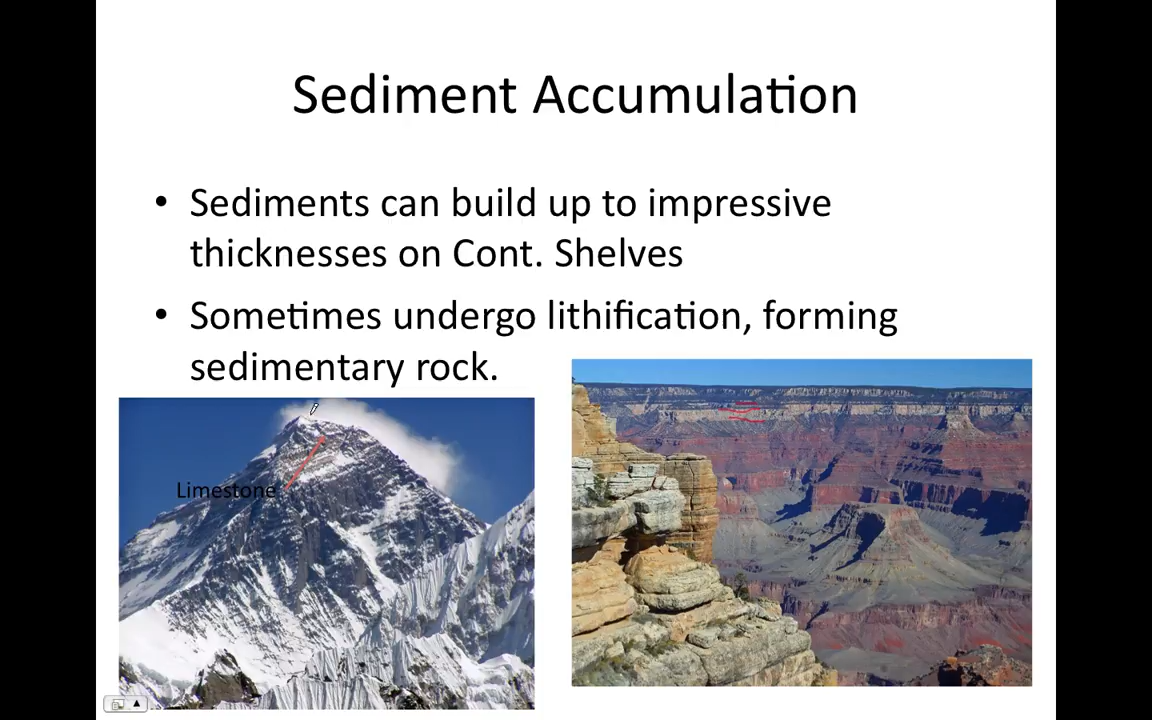 Sediment Accumulation
• Sediments can build up to impressive
thicknesses on Cont. Shelves
• Sometimes undergo lithification, forming
sedimentary rock.
Limestone